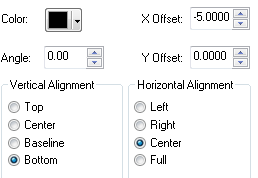 Color: X Offset: -5.0000
Angle: 0.00 Y Offset: 0.0000
Vertical Alignment Horizontal Alignment
Top Left
Center Right
Baseline Center
Bottom Full